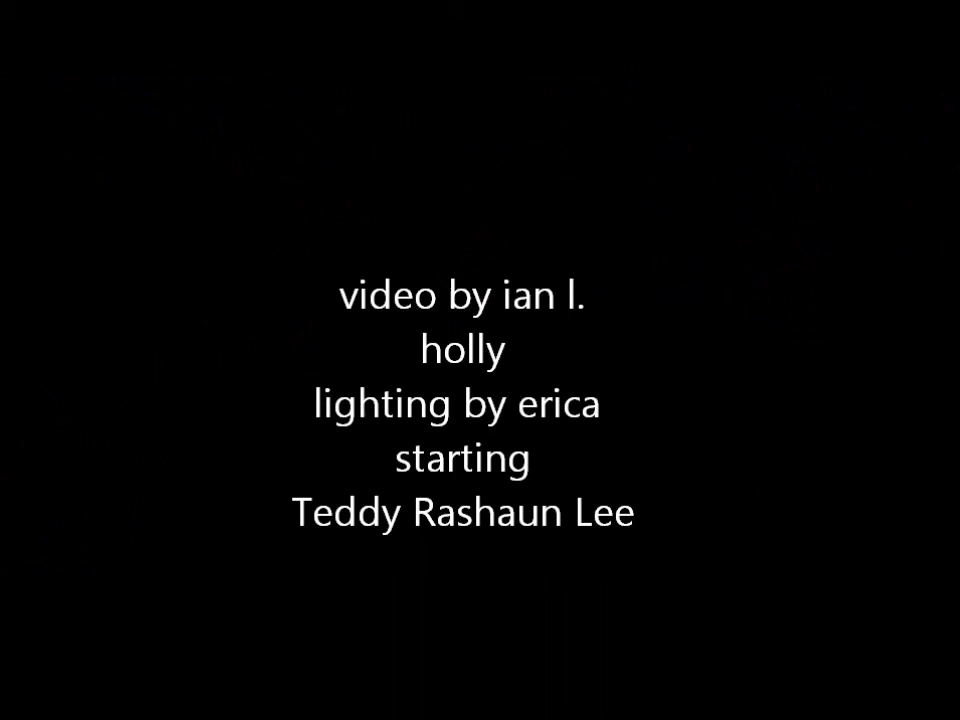 video by ian l.
holly
lighting by erica
starting
Teddy Rashaun Lee